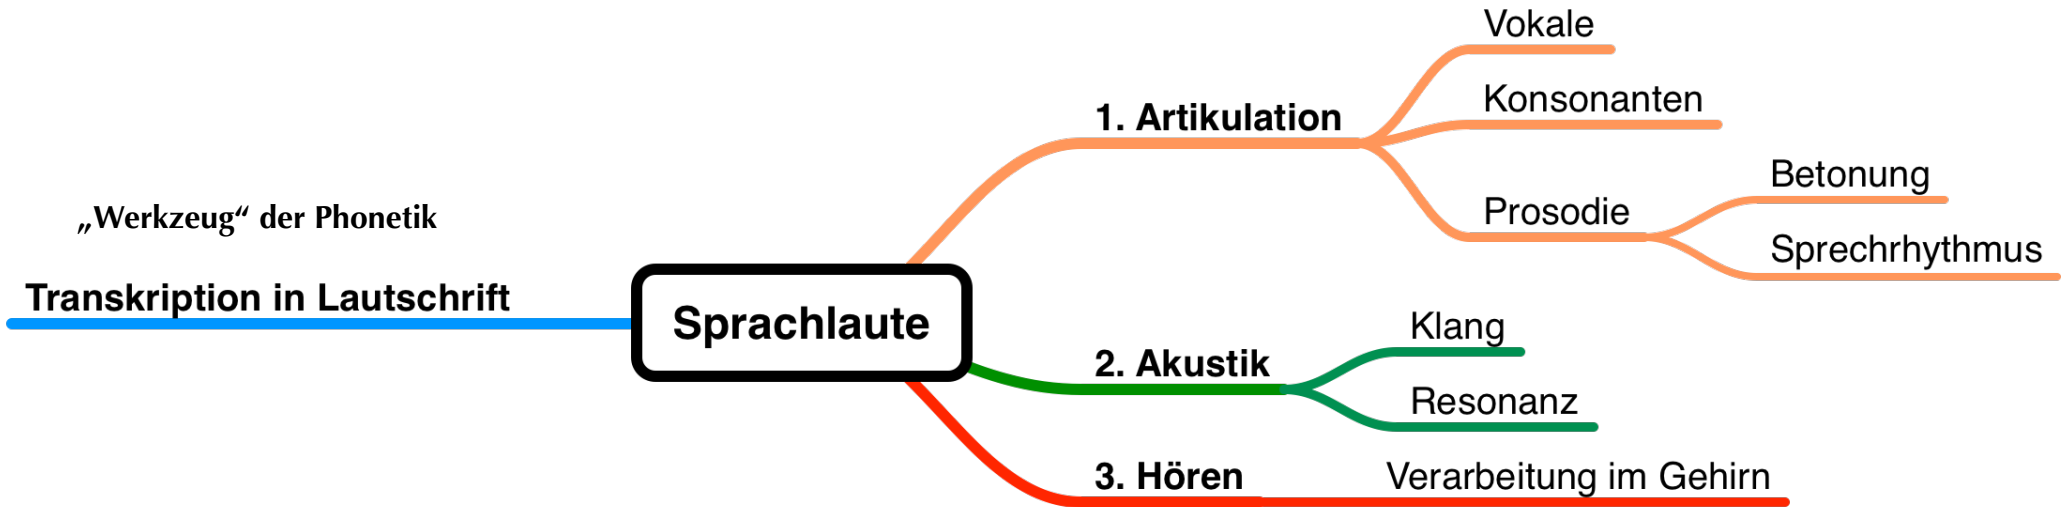 „Werkzeug“ der Phonetik
Transkription in Lautschrift
Sprachlaute
1. Artikulation
Vokale
Konsonanten
Prosodie
Betonung
Sprechrhythmus
2. Akustik
Klang
Resonanz
3. Hören
Verarbeitung im Gehirn